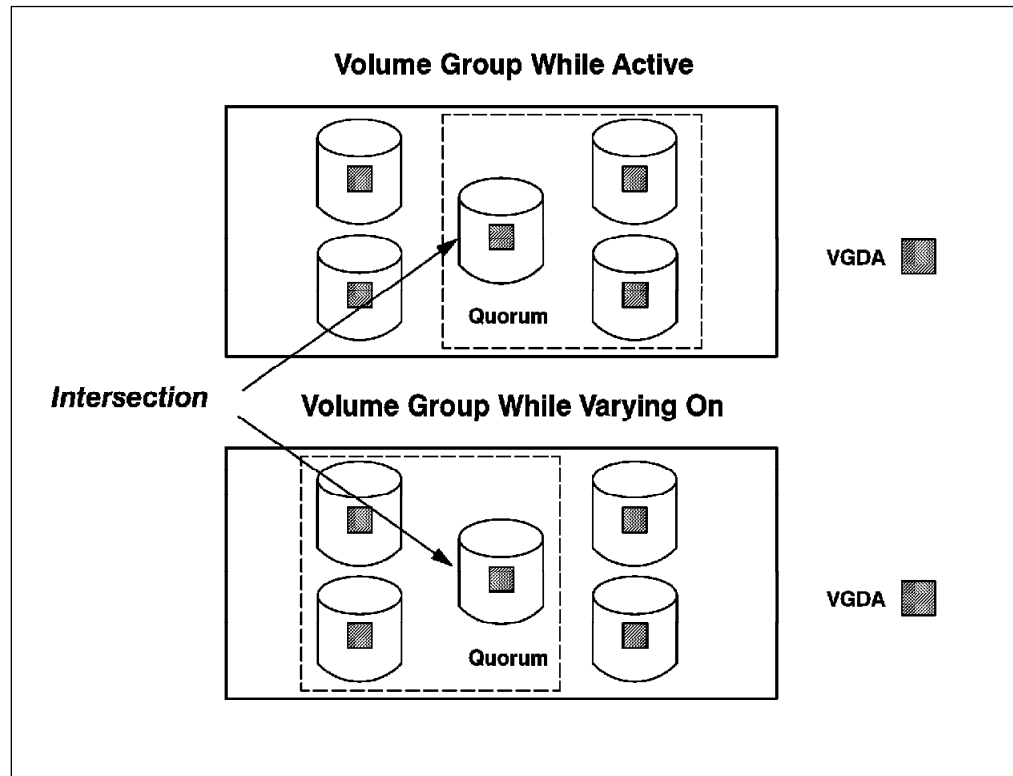 Volume Group While Active
VGDA
Quorum
Intersection
Volume Group While Varying On
VGDA
Quorum